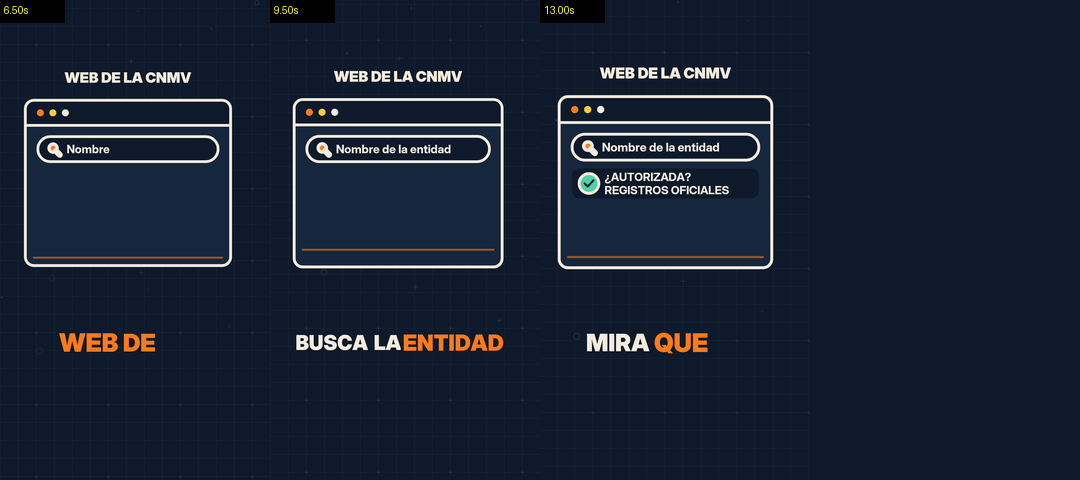 6.50s
WEB DE LA CNMV
Nombre
WEB DE
9.50s
WEB DE LA CNMV
Nombre de la entidad
BUSCA LA ENTIDAD
13.00s
WEB DE LA CNMV
Nombre de la entidad
¿AUTORIZADA?
REGISTROS OFICIALES
MIRA QUE